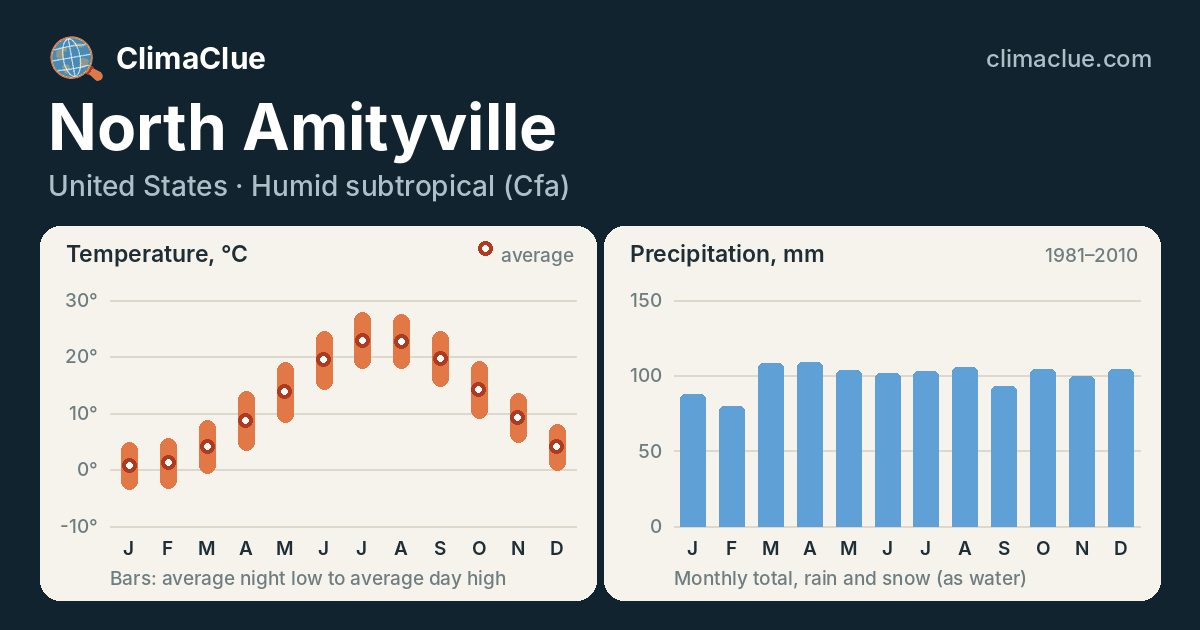 ClimaClue
climaclue.com
North Amityville
United States · Humid subtropical (Cfa)
Temperature, °C
average
30°
20°
10°
0°
-10°
J F M A M J J A S O N D
Bars: average night low to average day high
Precipitation, mm
1981–2010
150
100
50
0
J F M A M J J A S O N D
Monthly total, rain and snow (as water)